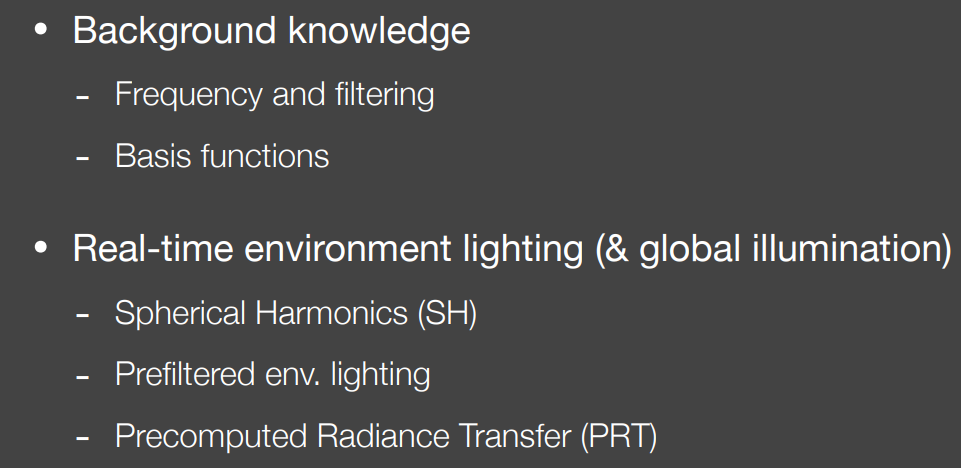 • Background knowledge
- Frequency and filtering
- Basis functions
• Real-time environment lighting (& global illumination)
- Spherical Harmonics (SH)
- Prefiltered env. lighting
- Precomputed Radiance Transfer (PRT)